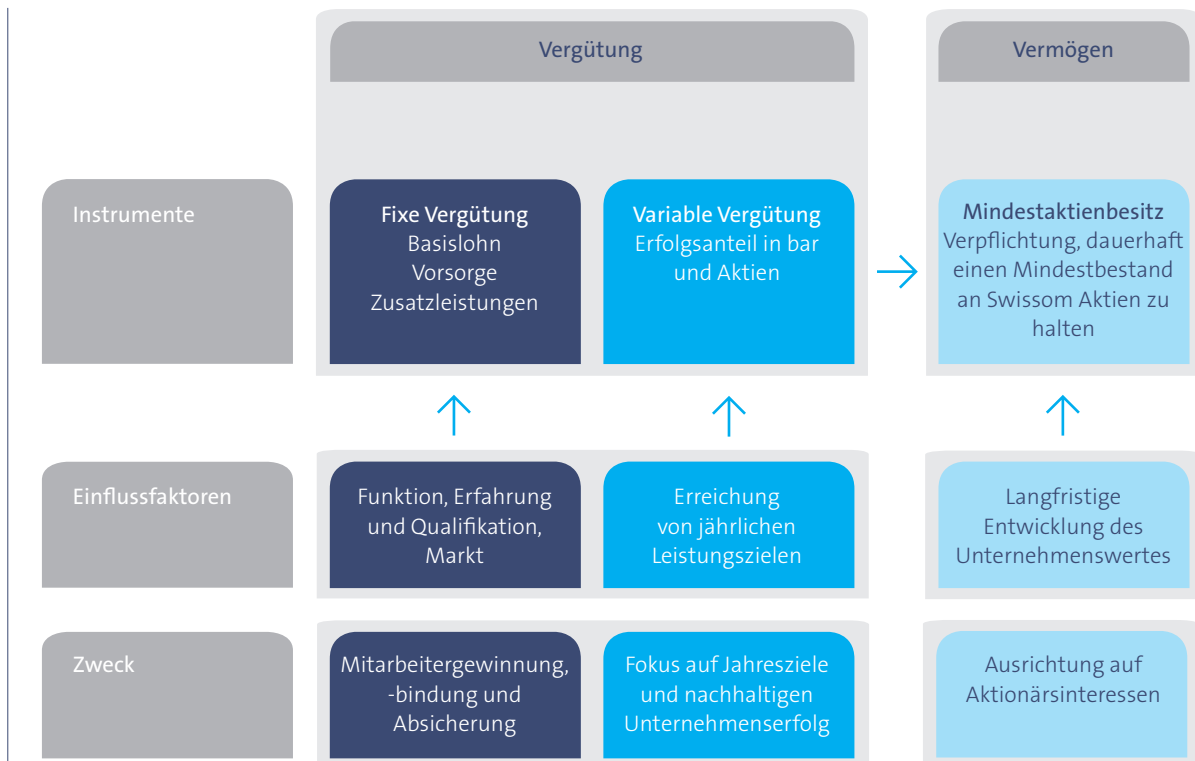 Vergütung
Vermögen
Instrumente
Fixe Vergütung
Basislohn
Vorsorge
Zusatzleistungen
Variable Vergütung
Erfolgsanteil in bar
und Aktien
Mindestaktienbesitz
Verpflichtung, dauerhaft
einen Mindestbestand
an Swissom Aktien zu
halten
Einflussfaktoren
Funktion, Erfahrung
und Qualifikation,
Markt
Erreichung
von jährlichen
Leistungszielen
Langfristige
Entwicklung des
Unternehmenswertes
Zweck
Mitarbeitergewinnung,
-bindung und
Absicherung
Fokus auf Jahresziele
und nachhaltigen
Unternehmenserfolg
Ausrichtung auf
Aktionärsinteressen